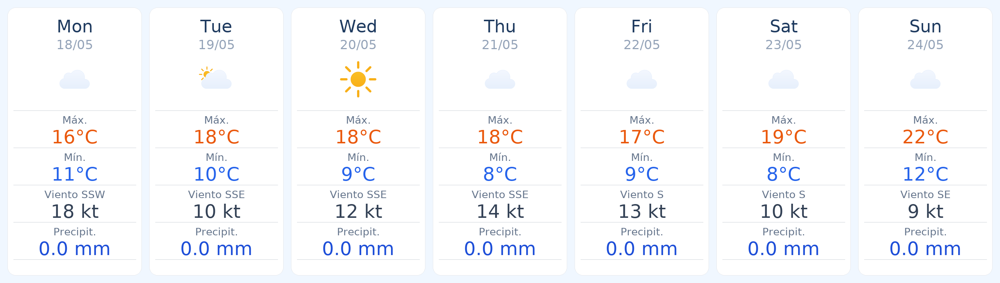 Mon
18/05
Máx.
16°C
Mín.
11°C
Viento SSW
18 kt
Precipit.
0.0 mm
Tue
19/05
Máx.
18°C
Mín.
10°C
Viento SSE
10 kt
Precipit.
0.0 mm
Wed
20/05
Máx.
18°C
Mín.
9°C
Viento SSE
12 kt
Precipit.
0.0 mm
Thu
21/05
Máx.
18°C
Mín.
8°C
Viento SSE
14 kt
Precipit.
0.0 mm
Fri
22/05
Máx.
17°C
Mín.
9°C
Viento S
13 kt
Precipit.
0.0 mm
Sat
23/05
Máx.
19°C
Mín.
8°C
Viento S
10 kt
Precipit.
0.0 mm
Sun
24/05
Máx.
22°C
Mín.
12°C
Viento SE
9 kt
Precipit.
0.0 mm